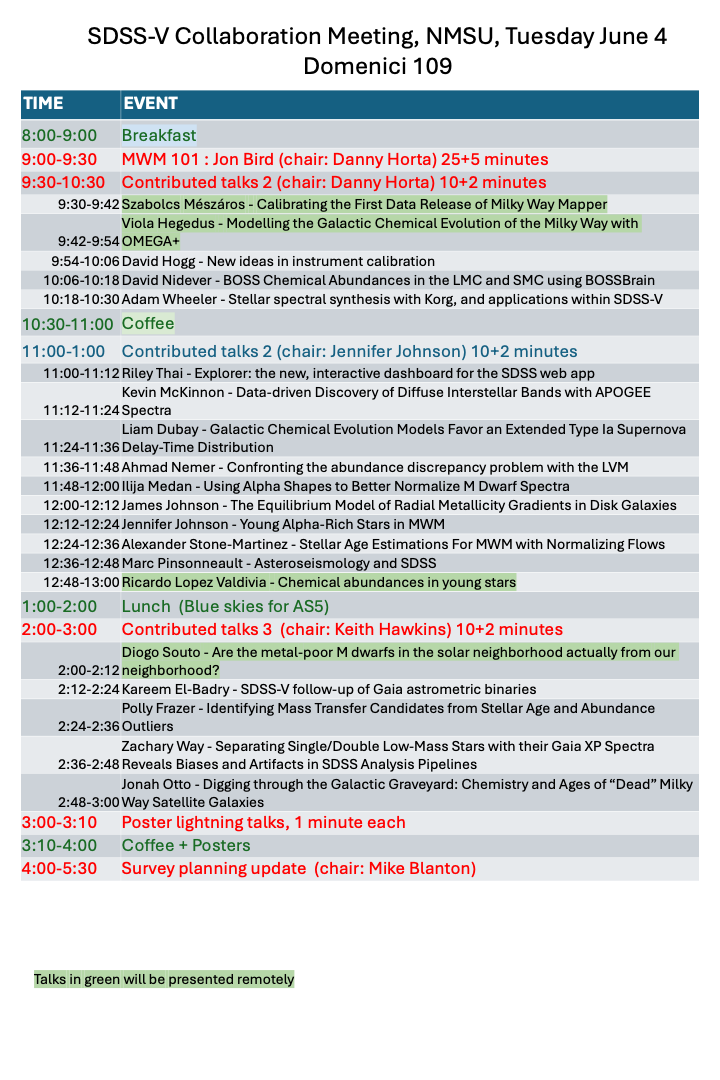 SDSS-V Collaboration Meeting, NMSU, Tuesday June 4
Domenici 109
TIME EVENT
8:00-9:00 Breakfast
9:00-9:30 MWM 101 : Jon Bird (chair: Danny Horta) 25+5 minutes
9:30-10:30 Contributed talks 2 (chair: Danny Horta) 10+2 minutes
9:30-9:42 Szabolcs Mészáros - Calibrating the First Data Release of Milky Way Mapper
Viola Hegedus - Modelling the Galactic Chemical Evolution of the Milky Way with
9:42-9:54 OMEGA+
9:54-10:06 David Hogg - New ideas in instrument calibration
10:06-10:18 David Nidever - BOSS Chemical Abundances in the LMC and SMC using BOSSBrain
10:18-10:30 Adam Wheeler - Stellar spectral synthesis with Korg, and applications within SDSS-V
10:30-11:00 Coffee
11:00-1:00 Contributed talks 2 (chair: Jennifer Johnson) 10+2 minutes
11:00-11:12 Riley Thai - Explorer: the new, interactive dashboard for the SDSS web app
Kevin McKinnon - Data-driven Discovery of Diffuse Interstellar Bands with APOGEE
11:12-11:24 Spectra
Liam Dubay - Galactic Chemical Evolution Models Favor an Extended Type Ia Supernova
11:24-11:36 Delay-Time Distribution
11:36-11:48 Ahmad Nemer - Confronting the abundance discrepancy problem with the LVM
11:48-12:00 Ilija Medan - Using Alpha Shapes to Better Normalize M Dwarf Spectra
12:00-12:12 James Johnson - The Equilibrium Model of Radial Metallicity Gradients in Disk Galaxies
12:12-12:24 Jennifer Johnson - Young Alpha-Rich Stars in MWM
12:24-12:36 Alexander Stone-Martinez - Stellar Age Estimations For MWM with Normalizing Flows
12:36-12:48 Marc Pinsonneault - Asteroseismology and SDSS
12:48-13:00 Ricardo Lopez Valdivia - Chemical abundances in young stars
1:00-2:00 Lunch (Blue skies for AS5)
2:00-3:00 Contributed talks 3 (chair: Keith Hawkins) 10+2 minutes
Diogo Souto - Are the metal-poor M dwarfs in the solar neighborhood actually from our
2:00-2:12 neighborhood?
2:12-2:24 Kareem El-Badry - SDSS-V follow-up of Gaia astrometric binaries
Polly Frazer - Identifying Mass Transfer Candidates from Stellar Age and Abundance
2:24-2:36 Outliers
Zachary Way - Separating Single/Double Low-Mass Stars with their Gaia XP Spectra
2:36-2:48 Reveals Biases and Artifacts in SDSS Analysis Pipelines
Jonah Otto - Digging through the Galactic Graveyard: Chemistry and Ages of “Dead” Milky
2:48-3:00 Way Satellite Galaxies
3:00-3:10 Poster lightning talks, 1 minute each
3:10-4:00 Coffee + Posters
4:00-5:30 Survey planning update (chair: Mike Blanton)
Talks in green will be presented remotely